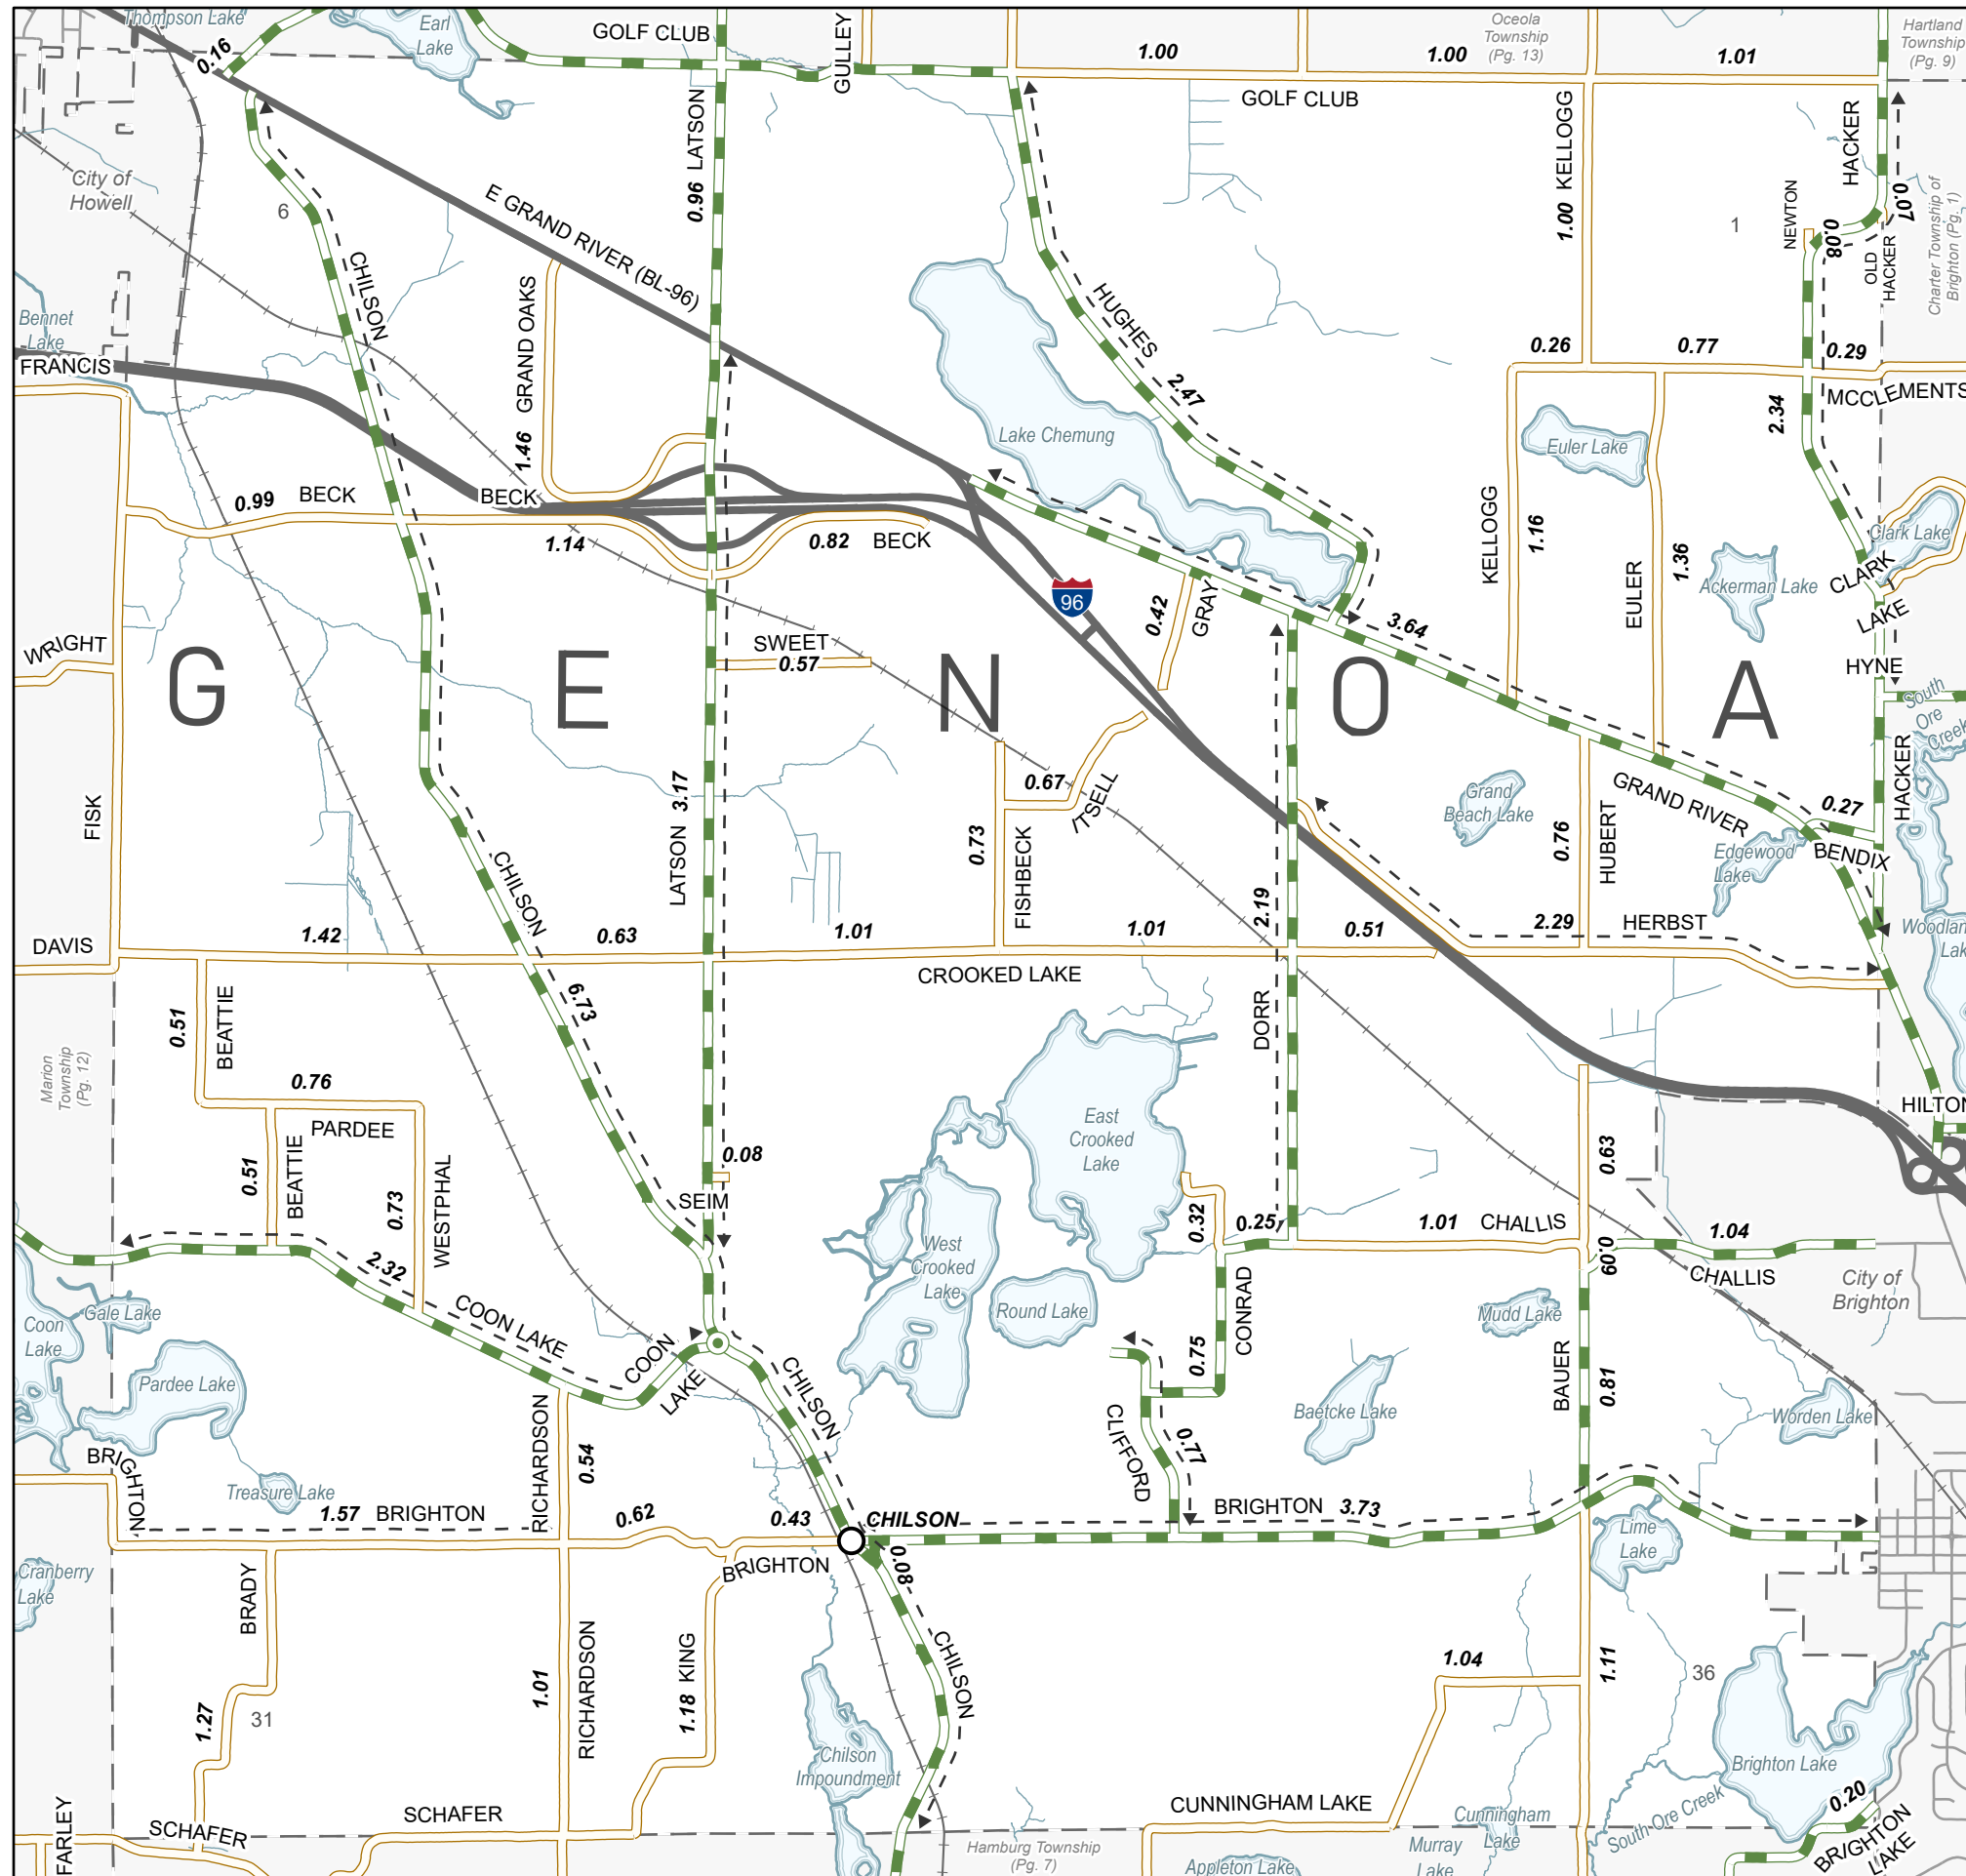 Thompson Lake
Earl
Lake
GOLF CLUB
GULLEY
1.00
1.00
Oceola
Township
(Pg. 13)
1.01
Hartland
Township
(Pg. 9)
0.16
GOLF CLUB
0.96 LATSON
1.00 KELLOGG
HACKER
City of
Howell
6
E GRAND RIVER (BL-96)
1
NEWTON
0.07
0.08
OLD
HACKER
Charter Township of
Brighton (Pg. 1)
CHILSON
GRAND OAKS
HUGHES
2.47
Bennet
Lake
FRANCIS
0.26
0.77
0.29
MCCLEMENTS
2.34
1.46
Lake Chemung
Euler Lake
0.99
BECK
BECK
1.14
0.82
BECK
96
KELLOGG
1.16
EULER
1.36
Ackerman Lake
Clark Lake
CLARK
LAKE
0.42
GRAY
3.64
WRIGHT
SWEET
0.57
HYNE
South
Ore
Creek
G E N O A
FISK
LATSON 3.17
0.67
ITSELL
0.73
FISHBECK
Grand
Beach Lake
0.76
HUBERT
GRAND RIVER
0.27
HACKER
BENDIX
Edgewood
Lake
CHILSON
DAVIS
1.42
0.63
1.01
1.01
2.19
0.51
2.29
HERBST
CROOKED LAKE
6.73
DORR
0.51
BEATTIE
0.76
PARDEE
Marion
Township
(Pg. 12)
East
Crooked
Lake
HILTON
0.51
BEATTIE
0.73
WESTPHAL
0.08
SEIM
0.63
0.32
0.25
1.01
CHALLIS
0.09
1.04
CHALLIS
City of
Brighton
2.32
COON LAKE
West
Crooked
Lake
Round Lake
CONRAD
0.75
Mudd Lake
Coon
Lake
Gale Lake
Pardee Lake
COON
LAKE
CHILSON
BAUER
0.81
Baetcke Lake
Worden Lake
CLIFFORD
0.77
BRIGHTON
Treasure Lake
RICHARDSON
0.54
1.57
BRIGHTON
0.62
0.43
CHILSON
BRIGHTON
3.73
BRIGHTON
0.08
Lime
Lake
Cranberry
Lake
BRADY
1.27
31
1.01
RICHARDSON
1.18 KING
CHILSON
1.04
1.11
36
Chilson
Impoundment
Brighton Lake
0.20
BRIGHTON
LAKE
FARLEY
SCHAFER
SCHAFER
CUNNINGHAM LAKE
Cunningham
Lake
South Ore Creek
Hamburg Township
(Pg. 7)
Appleton Lake
Murray
Lake